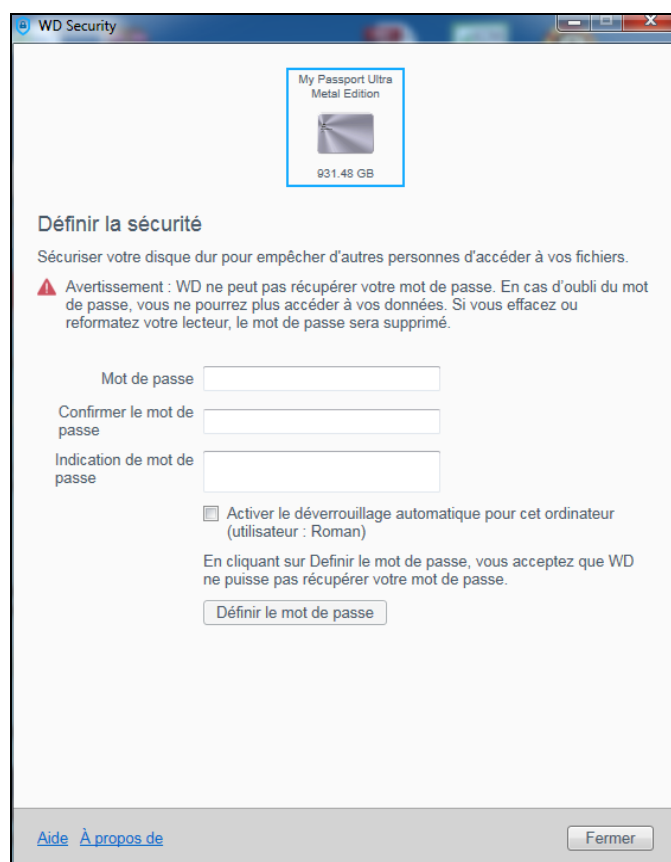 WD Security
My Passport Ultra
Metal Edition
931.48 GB
Définir la sécurité
Sécuriser votre disque dur pour empêcher d'autres personnes d'accéder à vos fichiers.
Avertissement : WD ne peut pas récupérer votre mot de passe. En cas d'oubli du mot
de passe, vous ne pourrez plus accéder à vos données. Si vous effacez ou
reformatez votre lecteur, le mot de passe sera supprimé.
Mot de passe
Confirmer le mot de
passe
Indication de mot de
passe
Activer le déverrouillage automatique pour cet ordinateur
(utilisateur : Roman)
En cliquant sur Definir le mot de passe, vous acceptez que WD
ne puisse pas récupérer votre mot de passe.
Définir le mot de passe
Aide À propos de
Fermer